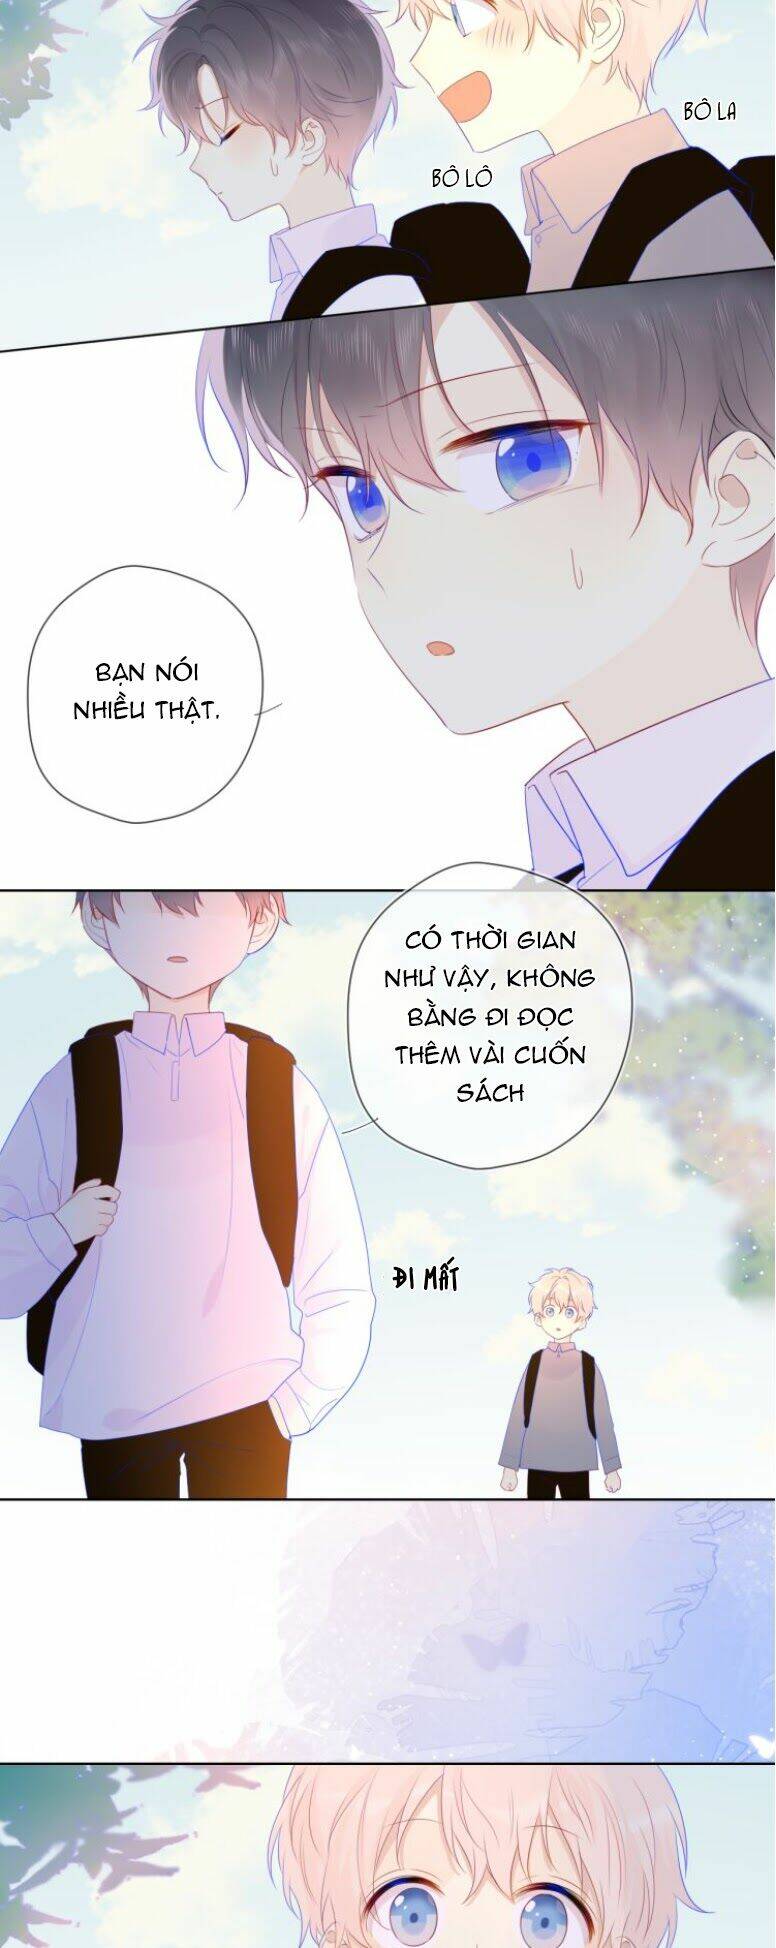 BÔ LA
BÔ LÔ
BẠN NÓI
NHIỀU THẬT.
CÓ THỜI GIAN
NHƯ VẬY, KHÔNG
BẰNG ĐI ĐỌC
THÊM VÀI CUỐN
SÁCH
ĐI MẤT